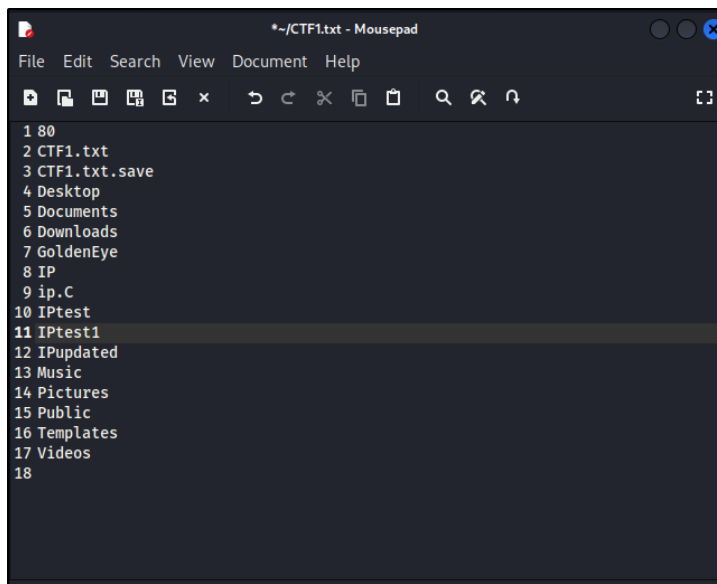 *~/CTF1.txt - Mousepad
File Edit Search View Document Help
1 80
2 CTF1.txt
3 CTF1.txt.save
4 Desktop
5 Documents
6 Downloads
7 GoldenEye
8 IP
9 ip.C
10 IPtest
11 IPtest1
12 IPupdated
13 Music
14 Pictures
15 Public
16 Templates
17 Videos
18